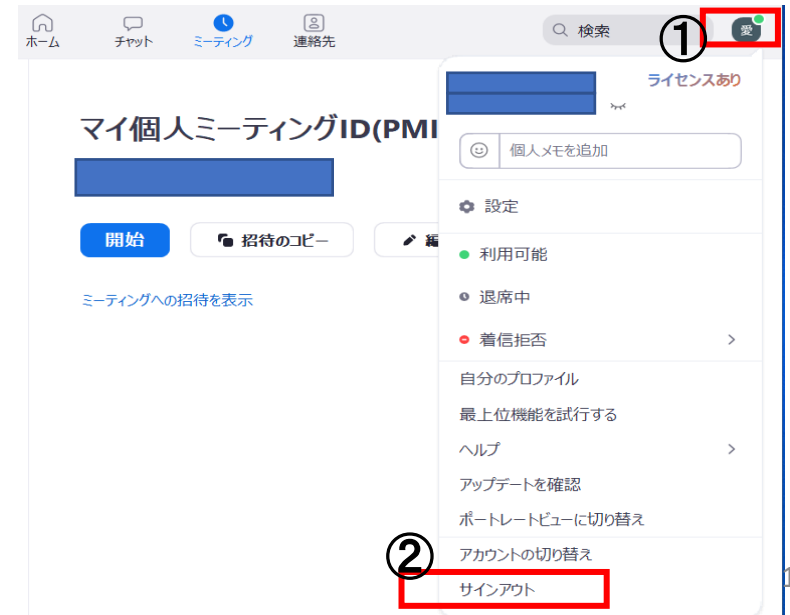 ホーム チャット ミーティング 連絡先 検索 ① 愛
ライセンスあり
マイ個人ミーティングID(PMI
個人メモを追加
設定
開始 招待のコピー 編
利用可能
ミーティングへの招待を表示
退席中
着信拒否
自分のプロファイル
最上位機能を試行する
ヘルプ
アップデートを確認
ポートレートビューに切り替え
② アカウントの切り替え
サインアウト
1